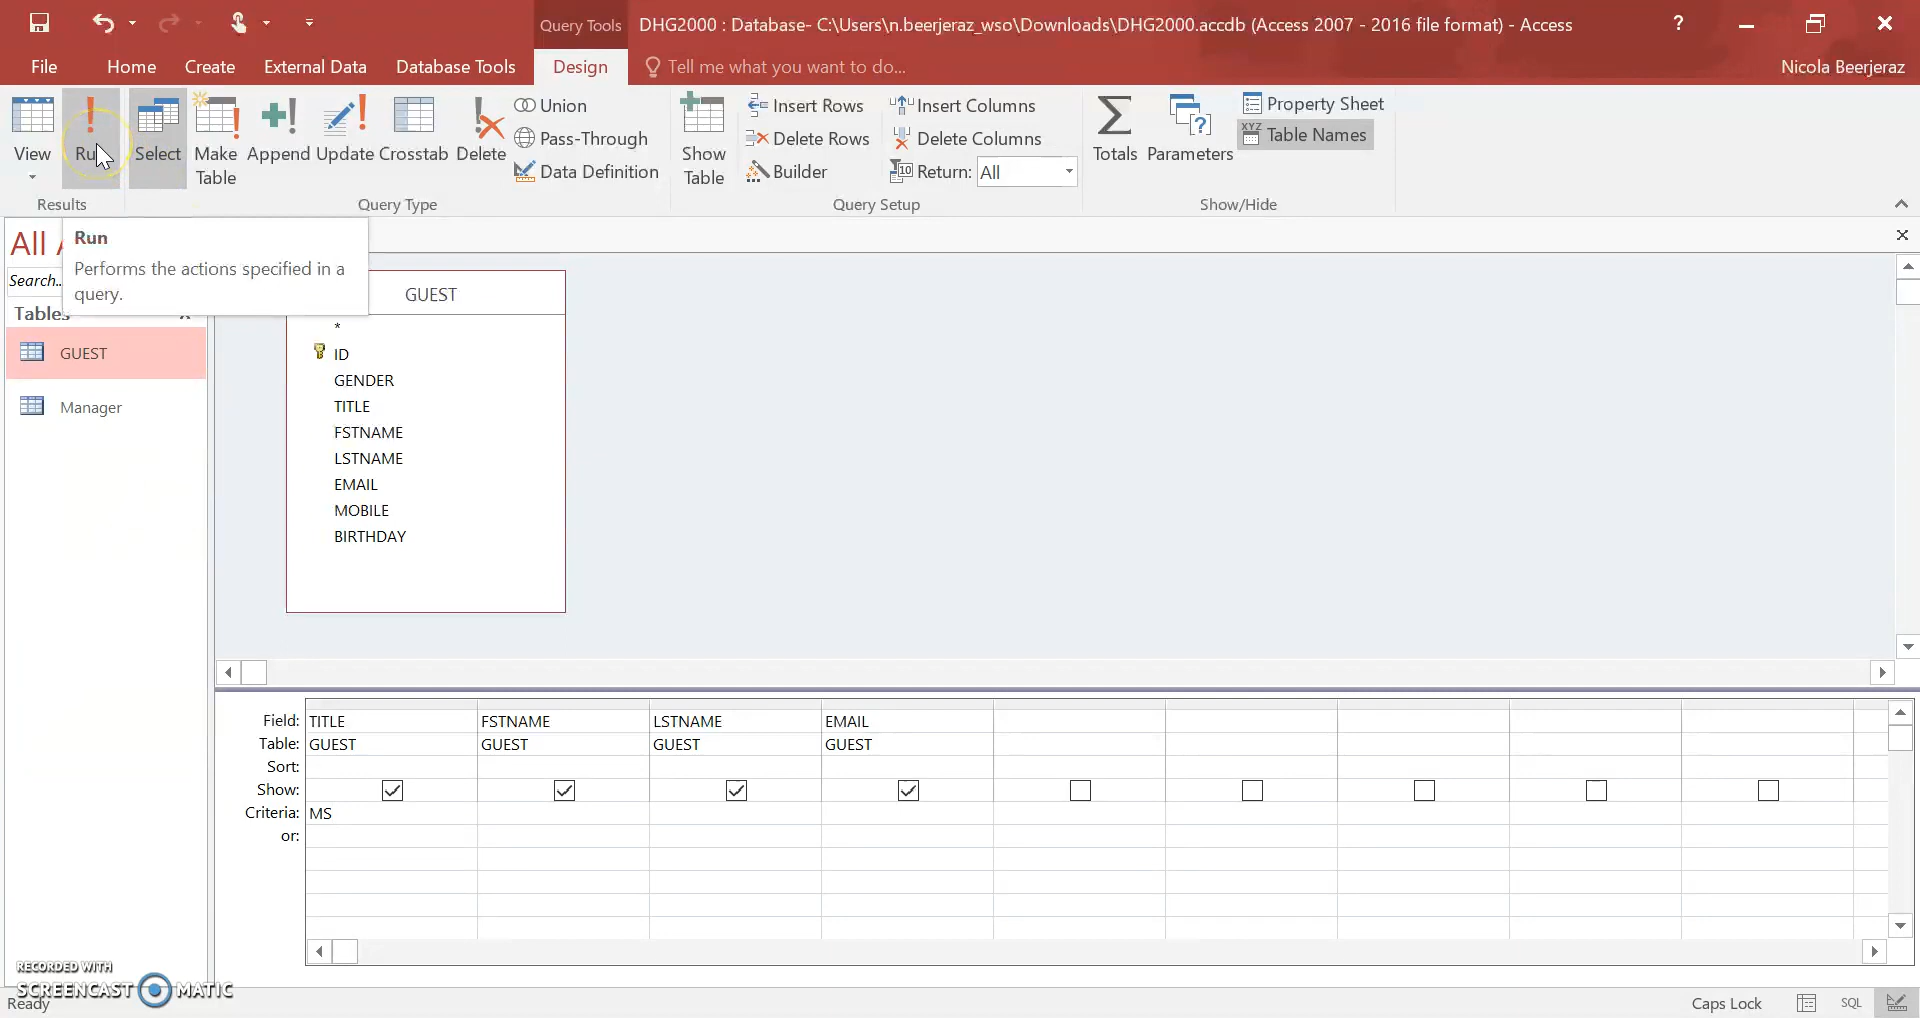 Query Tools
DHG2000 : Database- C:\Users\n.beerjeraz_wso\Downloads\DHG2000.accdb (Access 2007 - 2016 file format) - Access
?
File
Home
Create
External Data
Database Tools
Design
Tell me what you want to do...
Nicola Beerjeraz
View
Select
Make
Table
Append
Update
Crosstab
Delete
Union
Pass-Through
Data Definition
Show
Table
Insert Rows
Delete Rows
Builder
Insert Columns
Delete Columns
Return: All
Totals
Parameters
Property Sheet
Table Names
Results
Query Type
Query Setup
Show/Hide
All
Run
Performs the actions specified in a
query.
Search..
Tables
GUEST
Manager
GUEST
*
ID
GENDER
TITLE
FSTNAME
LSTNAME
EMAIL
MOBILE
BIRTHDAY
Field: TITLE FSTNAME LSTNAME EMAIL
Table: GUEST GUEST GUEST GUEST
Sort:
Show:
Criteria: MS
or:
RECORDED WITH
SCREENCAST MATIC
Ready
Caps Lock
SQL